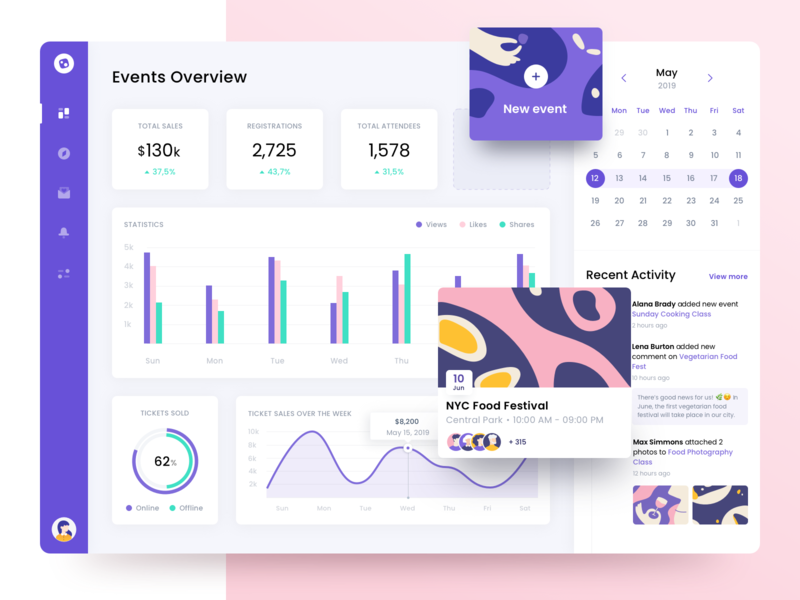 Events Overview
TOTAL SALES
$130k
37,5%
REGISTRATIONS
2,725
43,7%
TOTAL ATTENDEES
1,578
31,5%
New event
May
2019
Mon Tue Wed Thu Fri Sat
29 30 1 2 3 4
5 6 7 8 9 10 11
12 13 14 15 16 17 18
19 20 21 22 23 24 25
26 27 28 29 30 31 1
STATISTICS
Views Likes Shares
5k
4k
3k
2k
1k
Sun Mon Tue Wed Thu
Recent Activity View more
Alana Brady added new event
Sunday Cooking Class
2 hours ago
Lena Burton added new
comment on Vegetarian Food
Fest
10 hours ago
There's good news for us! 🌿😊 In
June, the first vegetarian food
festival will take place in our city.
Max Simmons attached 2
photos to Food Photography
Class
12 hours ago
10
Jun
NYC Food Festival
Central Park • 10:00 AM - 09:00 PM
+ 315
TICKETS SOLD
62%
Online Offline
TICKET SALES OVER THE WEEK
$8,200
May 15, 2019
10k
8k
6k
4k
2k
Sun Mon Tue Wed Thu Fri Sat